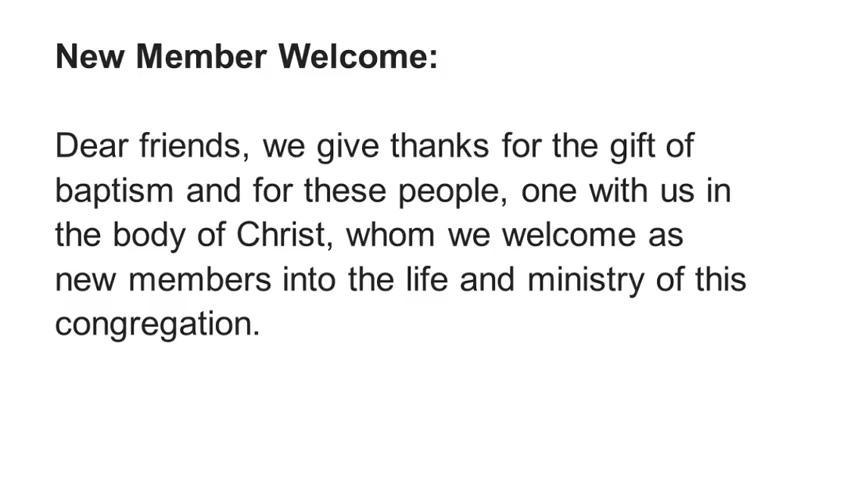 New Member Welcome:
Dear friends, we give thanks for the gift of
baptism and for these people, one with us in
the body of Christ, whom we welcome as
new members into the life and ministry of this
congregation.